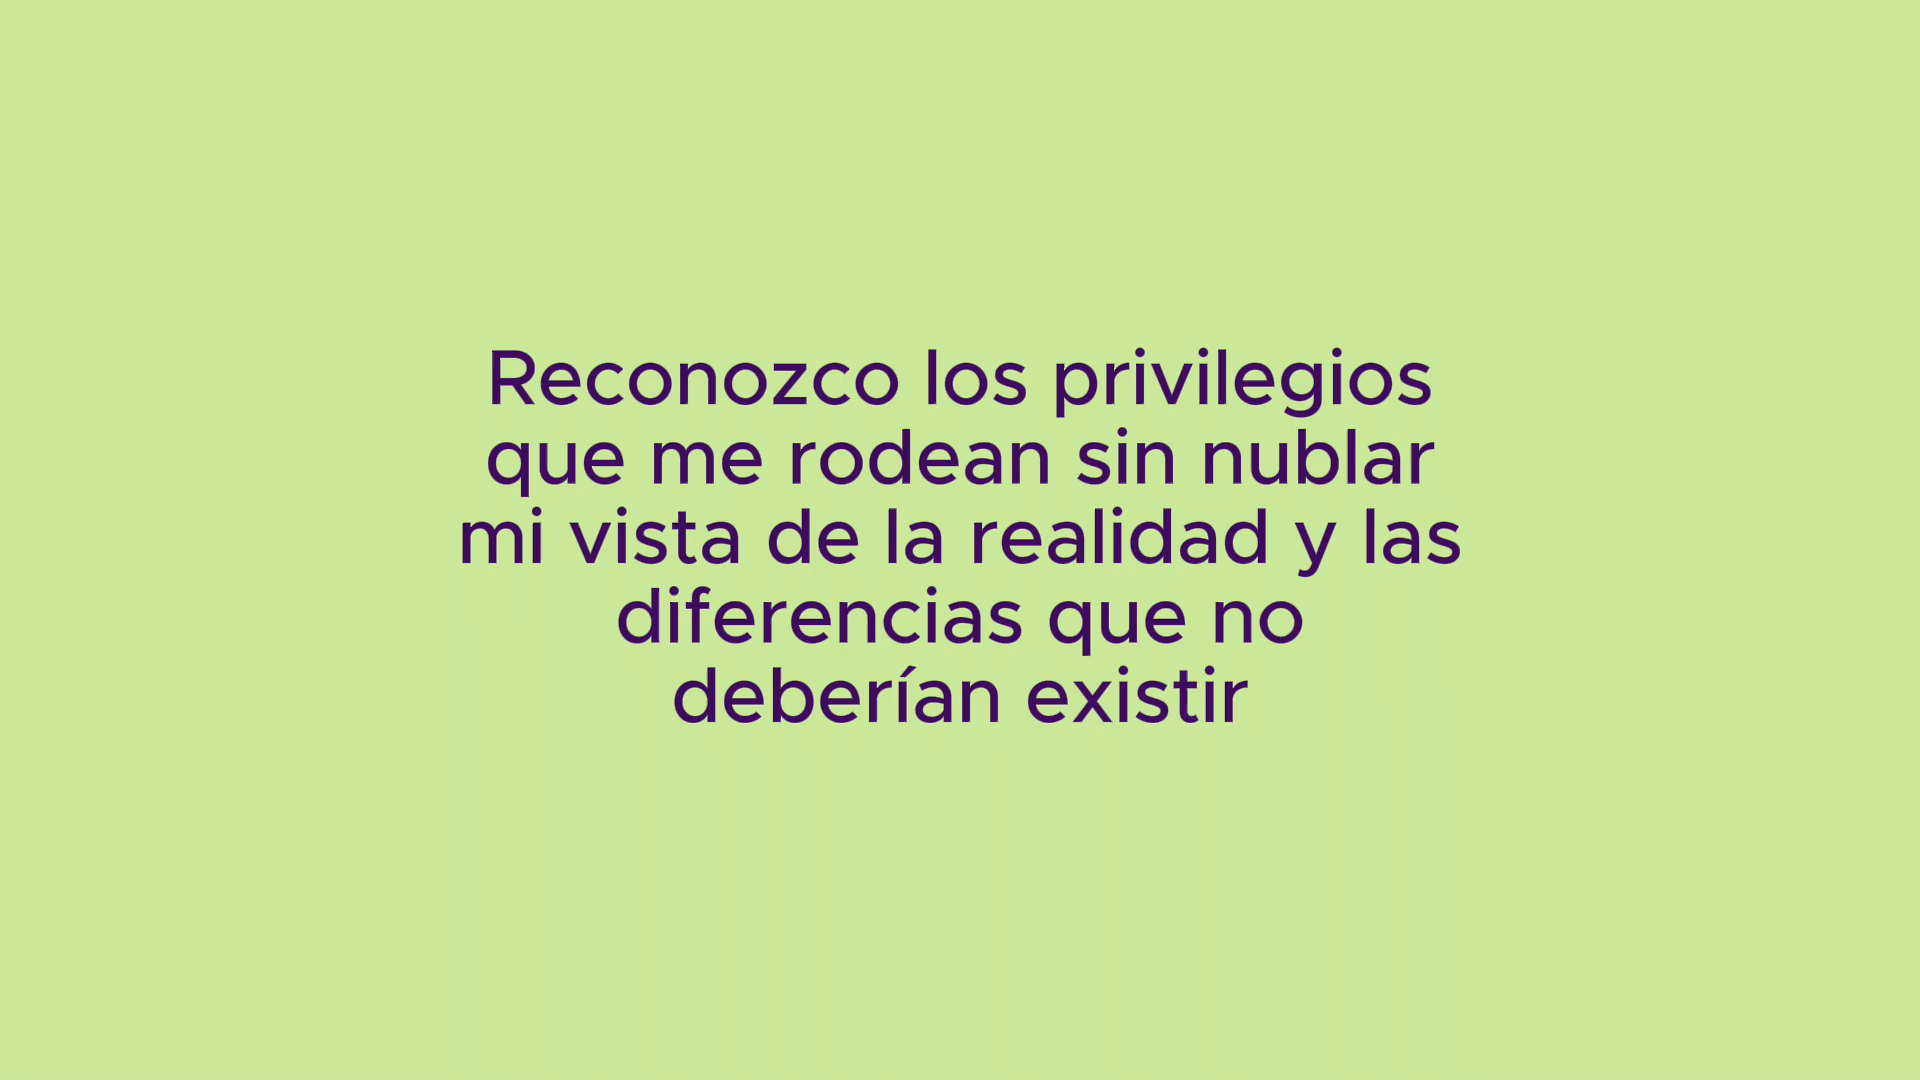 Reconozco los privilegios
que me rodean sin nublar
mi vista de la realidad y las
diferencias que no
deberían existir